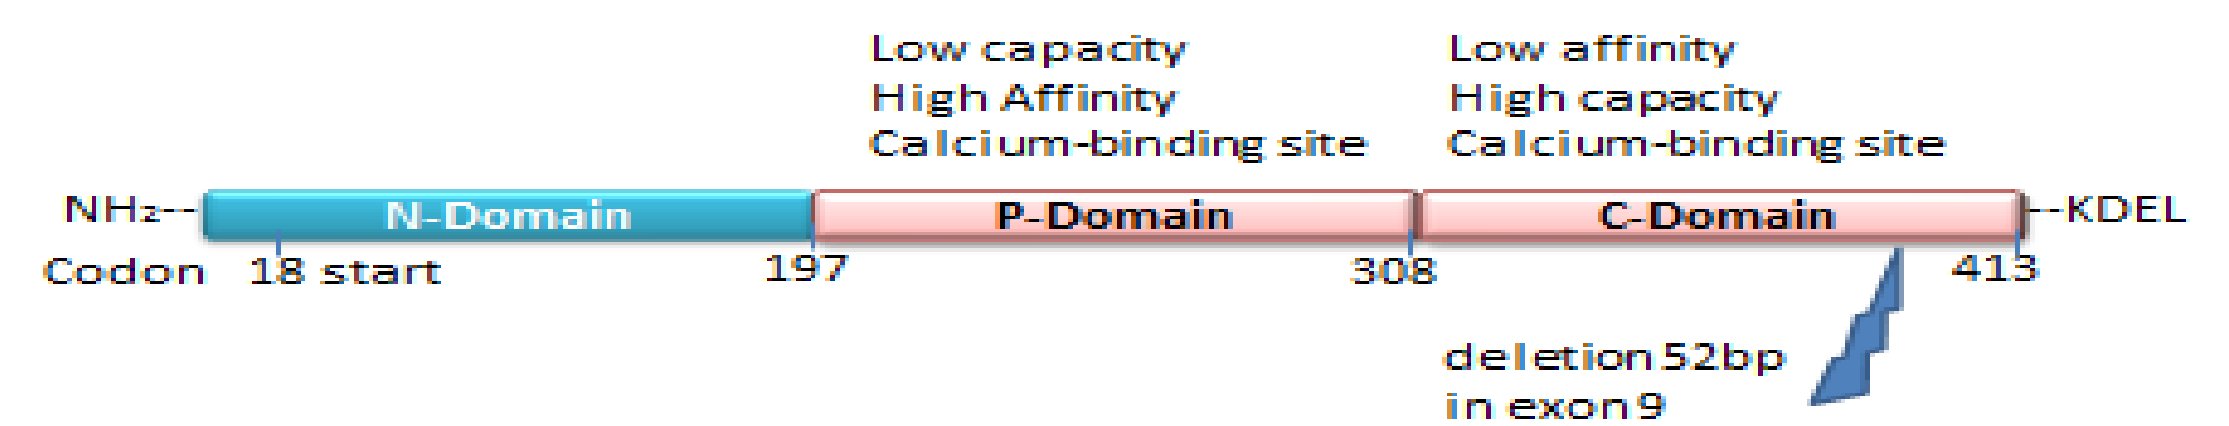 Low capacity
High Affinity
Calcium-binding site
Low affinity
High capacity
Calcium-binding site
NH₂-- N-Domain P-Domain C-Domain --KDEL
Codon 18 start 197 308 413
deletion 52bp
in exon 9